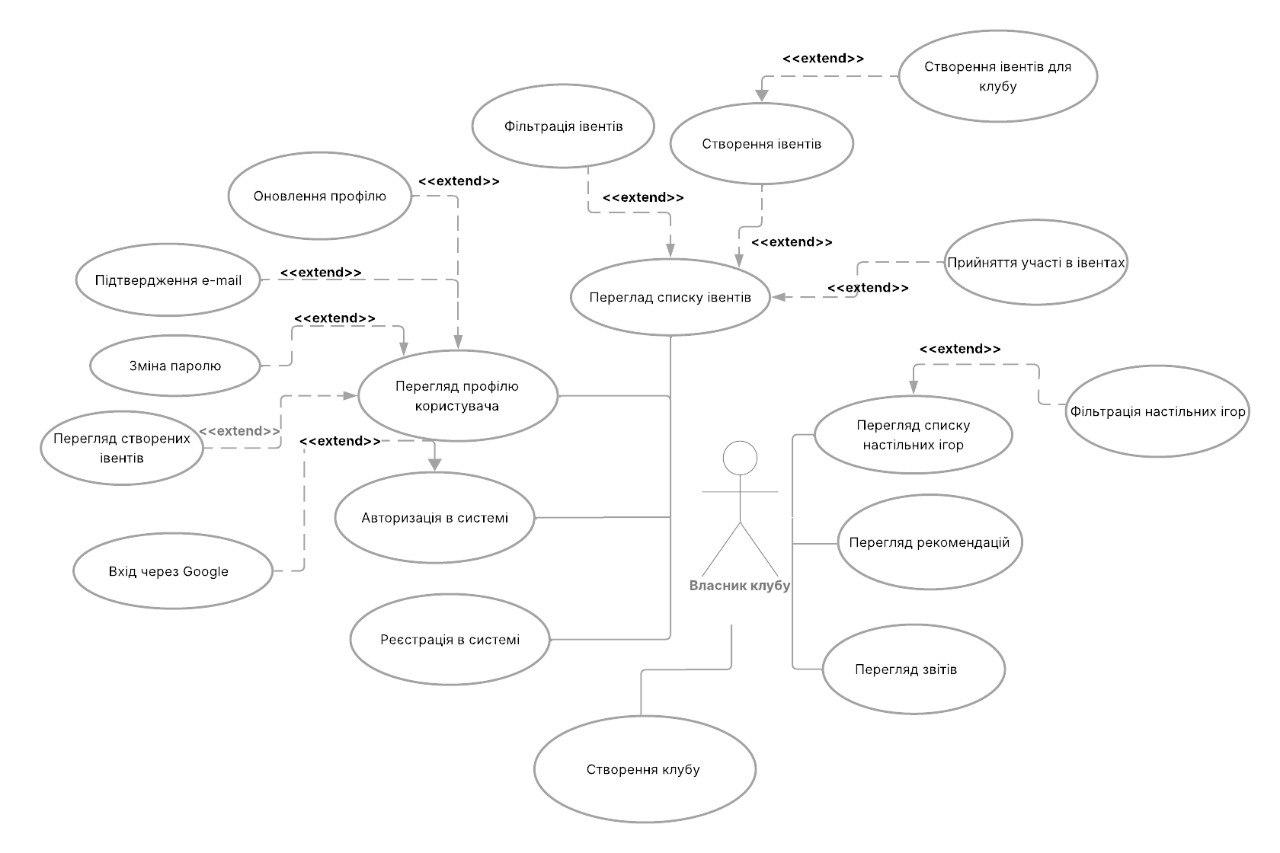 <<extend>>
Створення івентів для
клубу
Фільтрація івентів
Створення івентів
<<extend>>
Оновлення профілю
<<extend>>
<<extend>>
Прийняття участі в івентах
<<extend>>
Підтвердження e-mail
<<extend>>
Переглад списку івентів
<<extend>>
Зміна паролю
<<extend>>
Перегляд профілю
користувача
Фільтрація настільних ігор
Перегляд створених
івентів
<<extend>>
<<extend>>
Перегляд списку
настільних ігор
Авторизація в системі
Перегляд рекомендацій
Вхід через Google
Власник клубу
Реєстрація в системі
Перегляд звітів
Створення клубу